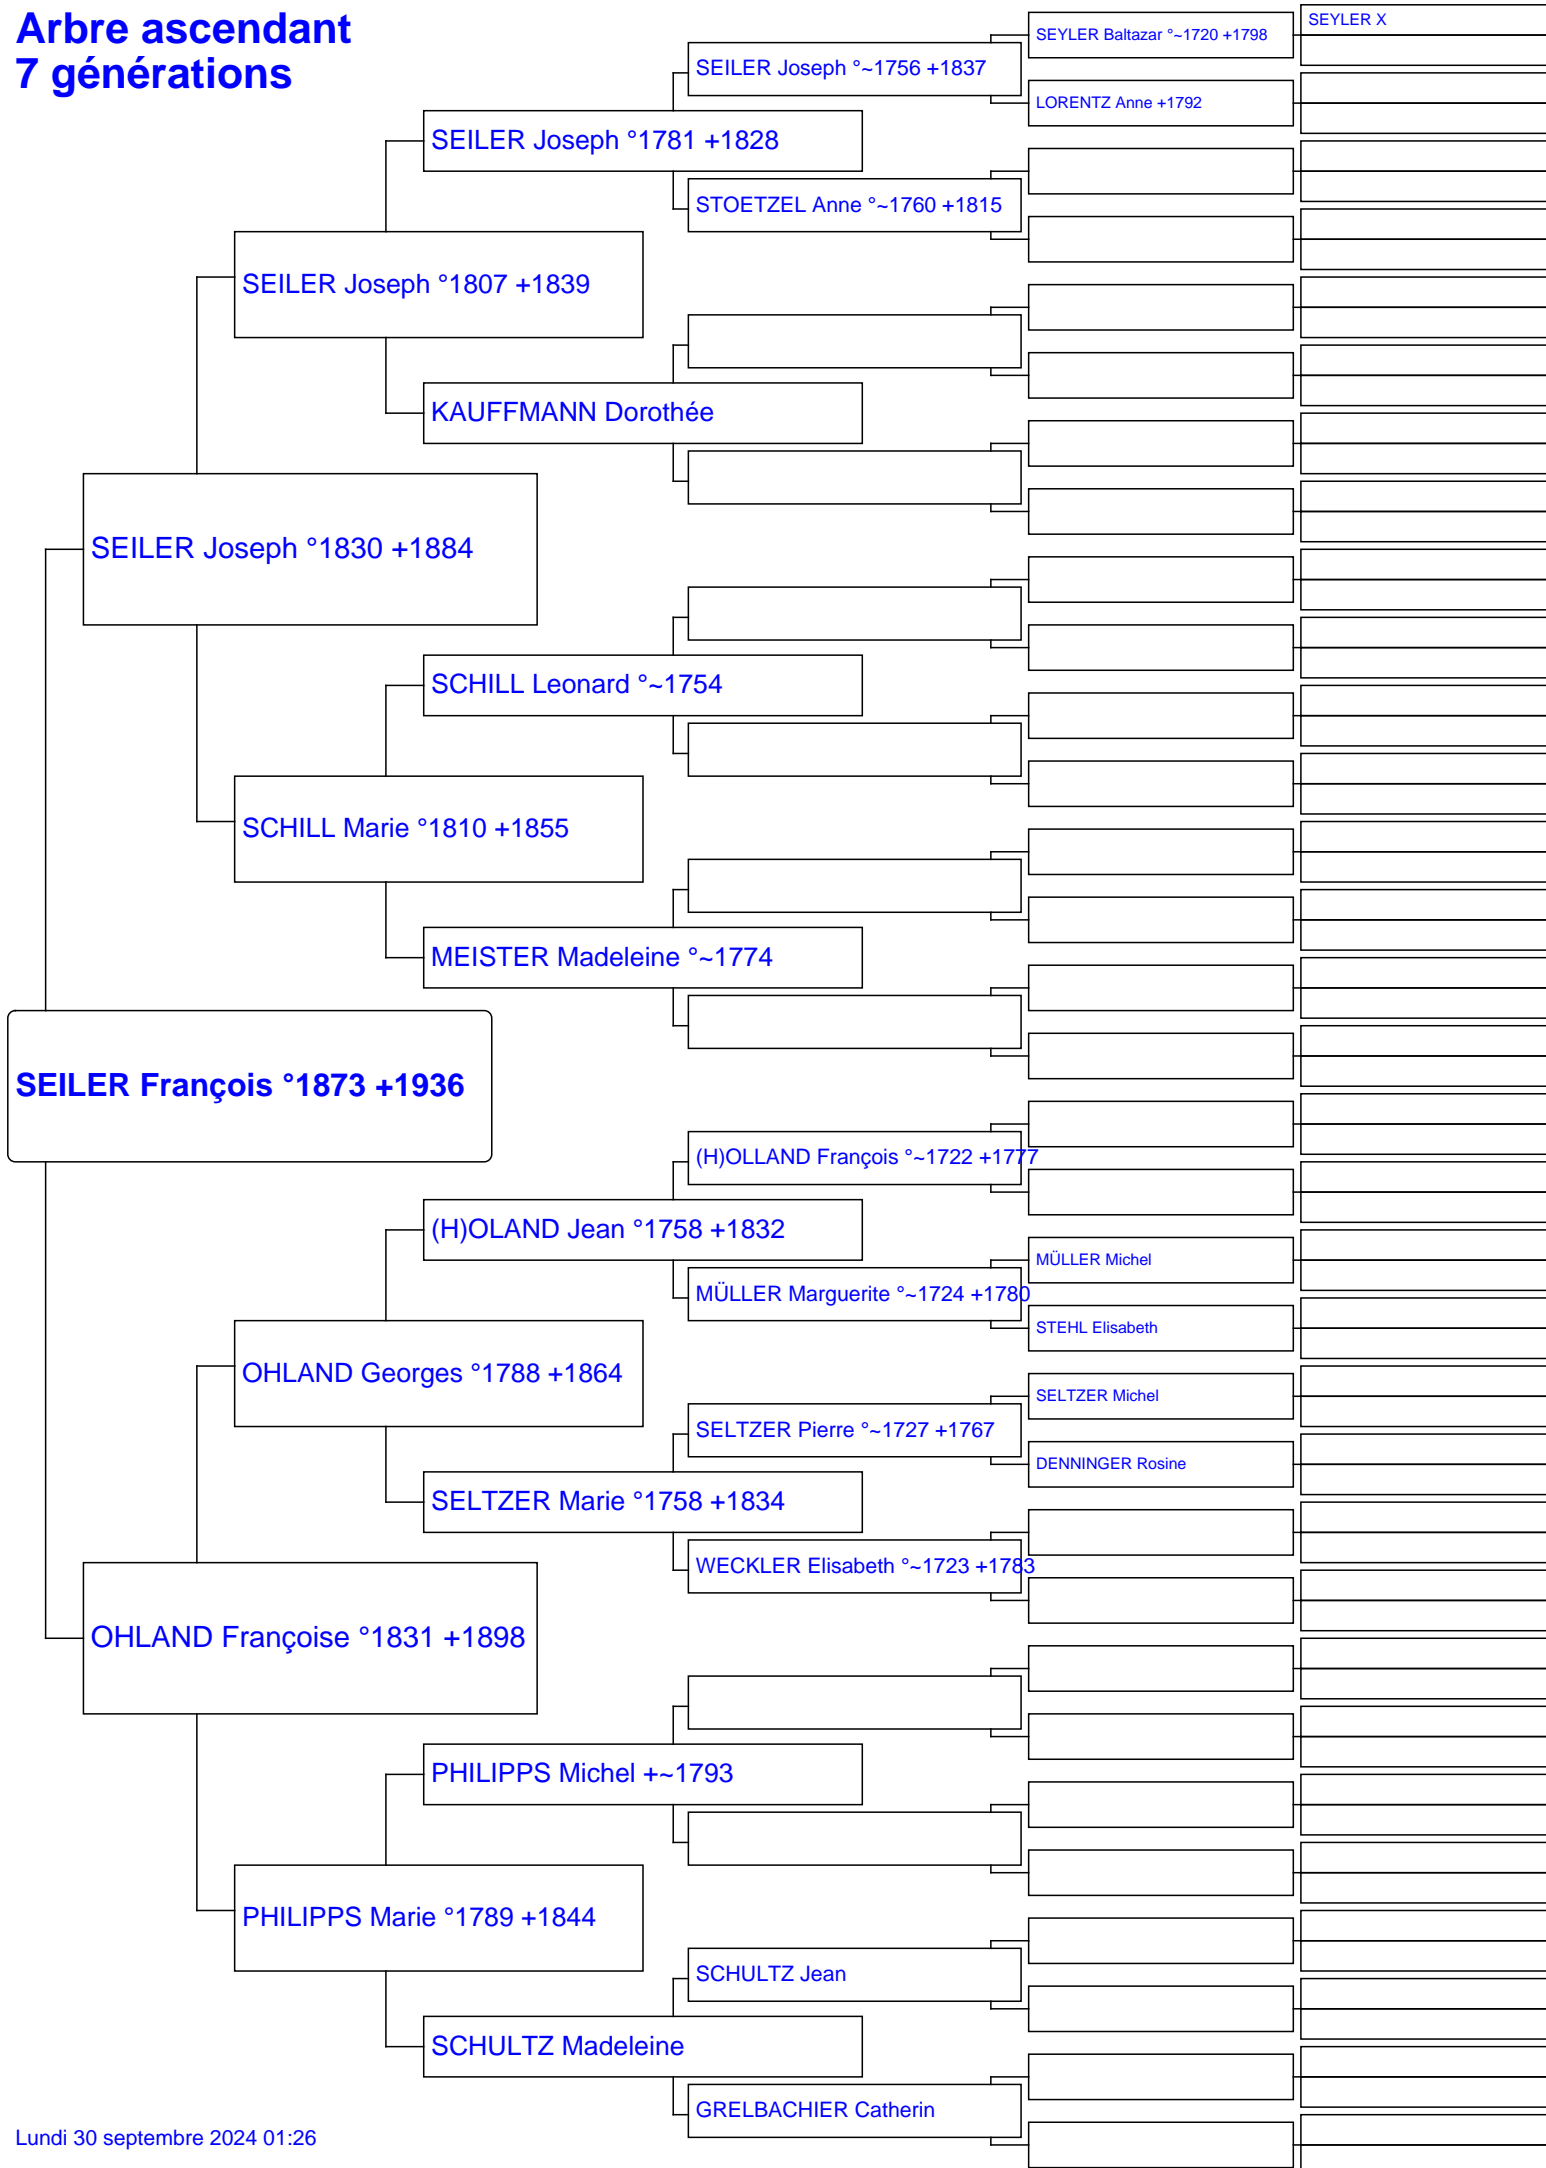 Arbre ascendant
7 générations
SEYLER X
SEYLER Baltazar °~1720 +1798
SEILER Joseph °~1756 +1837
LORENTZ Anne +1792
SEILER Joseph °1781 +1828
STOETZEL Anne °~1760 +1815
SEILER Joseph °1807 +1839
KAUFFMANN Dorothée
SEILER Joseph °1830 +1884
SCHILL Leonard °~1754
SCHILL Marie °1810 +1855
MEISTER Madeleine °~1774
SEILER François °1873 +1936
(H)OLLAND François °~1722 +1777
(H)OLAND Jean °1758 +1832
MÜLLER Michel
MÜLLER Marguerite °~1724 +1780
STEHL Elisabeth
OHLAND Georges °1788 +1864
SELTZER Michel
SELTZER Pierre °~1727 +1767
DENNINGER Rosine
SELTZER Marie °1758 +1834
WECKLER Elisabeth °~1723 +1783
OHLAND Françoise °1831 +1898
PHILIPPS Michel +~1793
PHILIPPS Marie °1789 +1844
SCHULTZ Jean
SCHULTZ Madeleine
GRELBACHIER Catherin
Lundi 30 septembre 2024 01:26